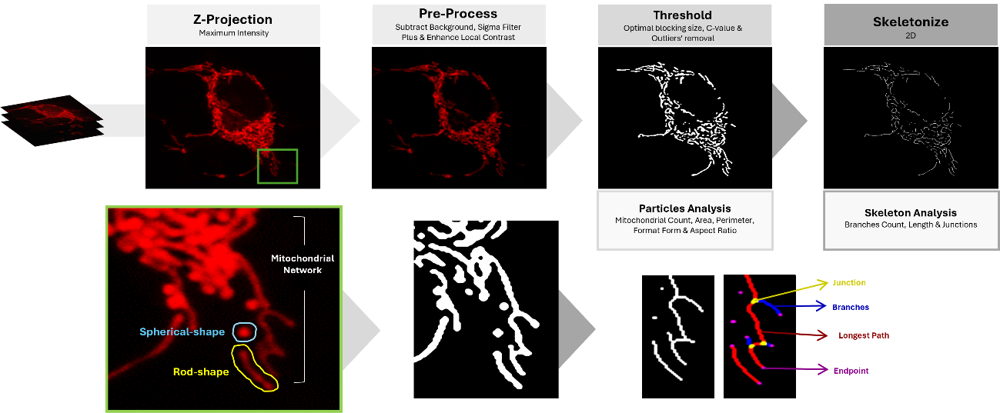 Z-Projection
Maximum Intensity
Pre-Process
Subtract Background, Sigma Filter
Plus & Enhance Local Contrast
Threshold
Optimal blocking size, C-value &
Outliers' removal
Skeletonize
2D
Particles Analysis
Mitochondrial Count, Area, Perimeter,
Format Form & Aspect Ratio
Skeleton Analysis
Branches Count, Length & Junctions
Mitochondrial
Network
Spherical-shape
Rod-shape
Junction
Branches
Longest Path
Endpoint